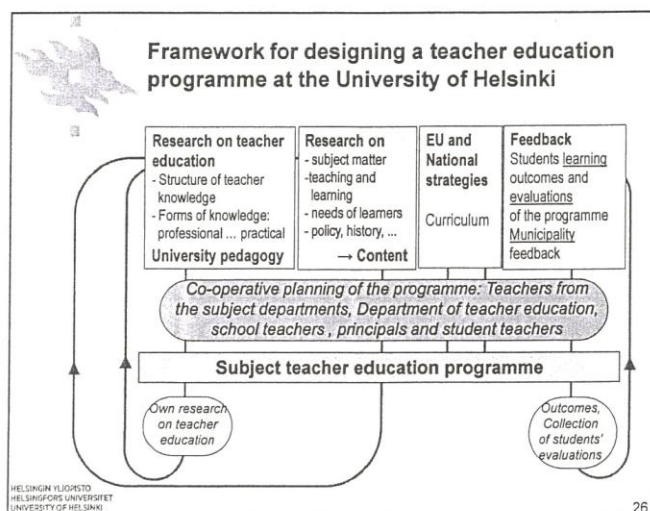 Framework for designing a teacher education
programme at the University of Helsinki
Research on teacher
education
- Structure of teacher
knowledge
- Forms of knowledge:
professional ... practical
University pedagogy
Research on
- subject matter
-teaching and
learning
- needs of learners
- policy, history, ...
→ Content
EU and
National
strategies
Curriculum
Feedback
Students learning
outcomes and
evaluations
of the programme
Municipality
feedback
Co-operative planning of the programme: Teachers from
the subject departments, Department of teacher education,
school teachers , principals and student teachers
Subject teacher education programme
Own research
on teacher
education
Outcomes,
Collection
of students'
evaluations
HELSINGIN YLIOPISTO
HELSINGFORS UNIVERSITET
UNIVERSITY OF HELSINKI
26